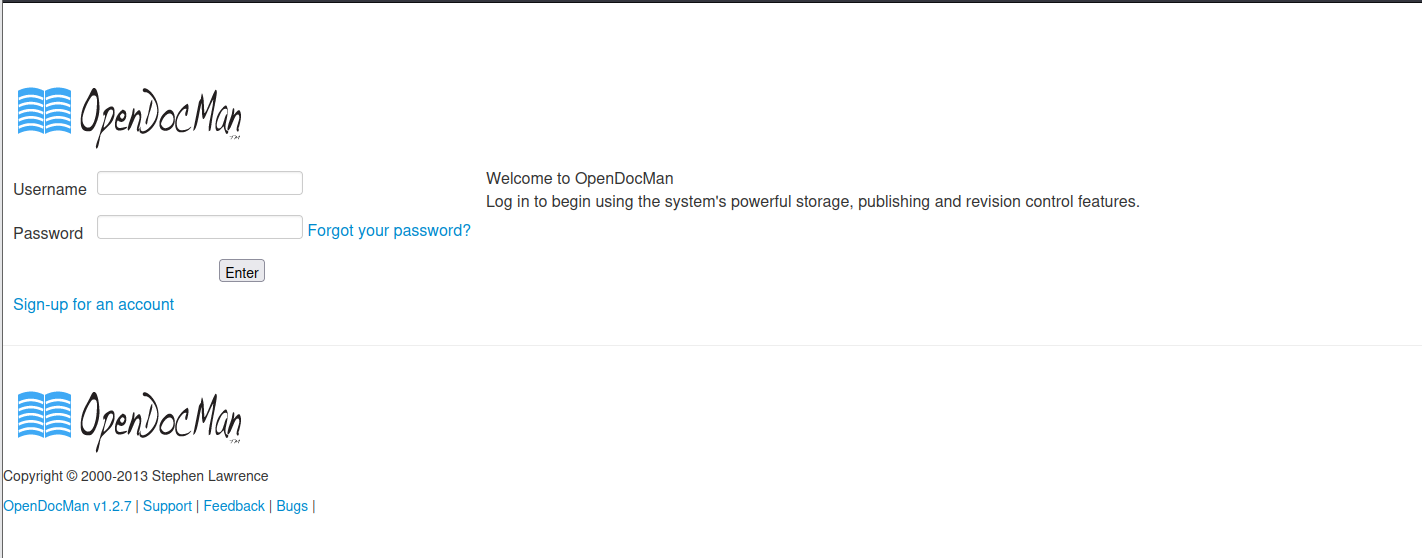 OpenDocMan™
Username
Password Forgot your password?
Enter
Sign-up for an account
Welcome to OpenDocMan
Log in to begin using the system's powerful storage, publishing and revision control features.
OpenDocMan™
Copyright © 2000-2013 Stephen Lawrence
OpenDocMan v1.2.7 | Support | Feedback | Bugs |